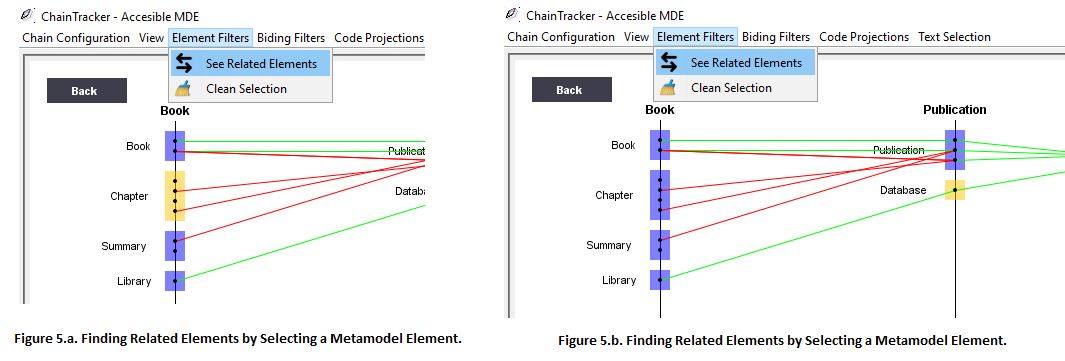 ChainTracker - Accesible MDE
Chain Configuration View Element Filters Biding Filters Code Projections
See Related Elements
Clean Selection
Back
Book
Book
Publicat
Chapter
Datab
Summary
Library
Figure 5.a. Finding Related Elements by Selecting a Metamodel Element.
ChainTracker - Accesible MDE
Chain Configuration View Element Filters Biding Filters Code Projections Text Selection
See Related Elements
Clean Selection
Back
Book
Publication
Book
Publication
Chapter
Database
Summary
Library
Figure 5.b. Finding Related Elements by Selecting a Metamodel Element.